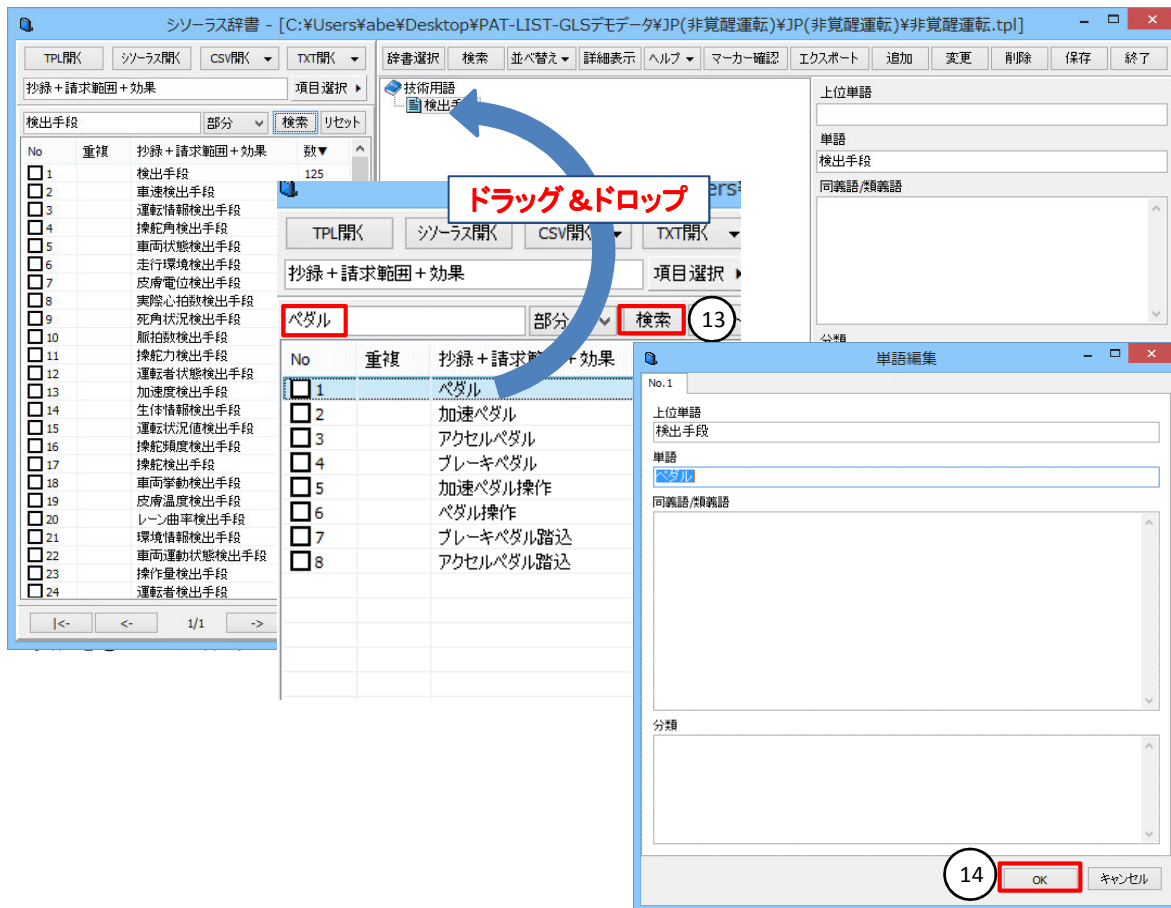 シソーラス辞書 - [C:¥Users¥abe¥Desktop¥PAT-LIST-GLSデモデータ¥JP(非覚醒運転)¥JP(非覚醒運転)¥非覚醒運転.tpl]
TPL開く シソーラス開く CSV開く TXT開く 辞書選択 検索 並べ替え 詳細表示 ヘルプ マーカー確認 エクスポート 追加 変更 削除 保存 終了
抄録+請求範囲+効果 項目選択
検出手段 部分 検索 リセット
No 重複 抄録+請求範囲+効果 数▼
1 検出手段 125
2 車速検出手段
3 運転情報検出手段
4 操舵角検出手段
5 車両状態検出手段
6 走行環境検出手段
7 皮膚電位検出手段
8 実際心拍数検出手段
9 死角状況検出手段
10 脈拍数検出手段
11 操舵力検出手段
12 運転者状態検出手段
13 加速度検出手段
14 生体情報検出手段
15 運転状況値検出手段
16 操舵頻度検出手段
17 操舵検出手段
18 車両挙動検出手段
19 皮膚温度検出手段
20 レーン曲率検出手段
21 環境情報検出手段
22 車両運動状態検出手段
23 操作量検出手段
24 運転者検出手段
|<- <- 1/1 ->
技術用語
検出手
上位単語
単語
検出手段
同義語/類義語
分類
ドラッグ&ドロップ
TPL開く シソーラス開く CSV開く TXT開く
抄録+請求範囲+効果 項目選択
ペダル 部分 検索 13
No 重複 抄録+請求範囲+効果
1 ペダル
2 加速ペダル
3 アクセルペダル
4 ブレーキペダル
5 加速ペダル操作
6 ペダル操作
7 ブレーキペダル踏込
8 アクセルペダル踏込
単語編集
No.1
上位単語
検出手段
単語
ペダル
同義語/類義語
分類
14 OK キャンセル